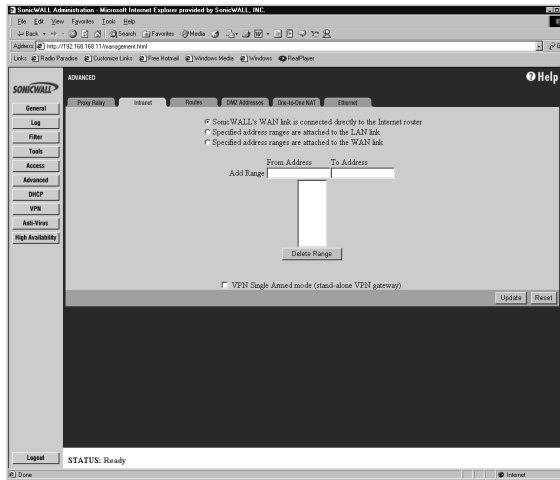 SonicWALL Administration - Microsoft Internet Explorer provided by SonicWALL, INC.
File Edit View Favorites Tools Help
Back Search Favorites Media
Address http://192.168.168.11/management.html
Links Radio Paradise Customize Links Free Hotmail Windows Media Windows RealPlayer
SONICWALL
ADVANCED
Help
Proxy Relay Intranet Routes DMZ Addresses One-to-One NAT Ethernet
General
Log
Filter
Tools
Access
Advanced
DHCP
VPN
Anti-Virus
High Availability
SonicWALL's WAN link is connected directly to the Internet router
Specified address ranges are attached to the LAN link
Specified address ranges are attached to the WAN link
From Address To Address
Add Range
Delete Range
VPN Single Armed mode (stand-alone VPN gateway)
Update Reset
Logout
STATUS: Ready
Done Internet